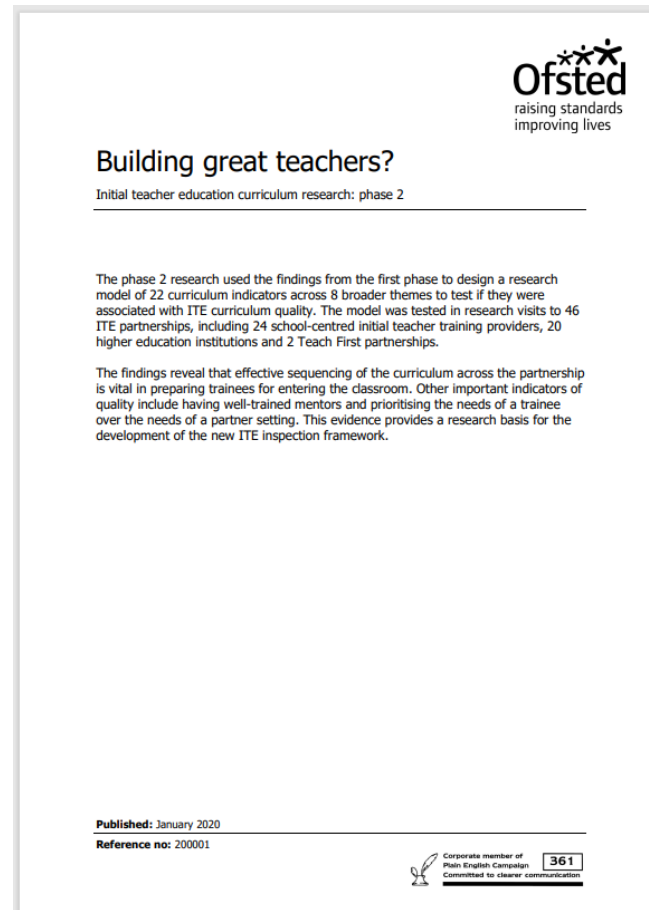 Ofsted
raising standards
improving lives
Building great teachers?
Initial teacher education curriculum research: phase 2
The phase 2 research used the findings from the first phase to design a research
model of 22 curriculum indicators across 8 broader themes to test if they were
associated with ITE curriculum quality. The model was tested in research visits to 46
ITE partnerships, including 24 school-centred initial teacher training providers, 20
higher education institutions and 2 Teach First partnerships.
The findings reveal that effective sequencing of the curriculum across the partnership
is vital in preparing trainees for entering the classroom. Other important indicators of
quality include having well-trained mentors and prioritising the needs of a trainee
over the needs of a partner setting. This evidence provides a research basis for the
development of the new ITE inspection framework.
Published: January 2020
Reference no: 200001
Corporate member of
Plain English Campaign
Committed to clearer communication
361